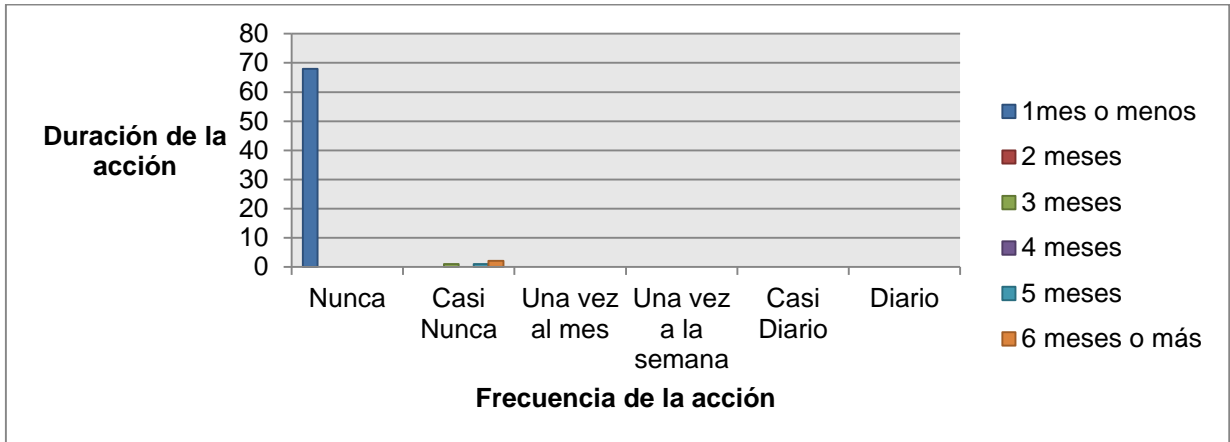 80
70
60
50
40
30
20
10
0
Duración de la
acción
Nunca
Casi
Nunca
Una vez
al mes
Una vez
a la
semana
Casi
Diario
Diario
Frecuencia de la acción
1mes o menos
2 meses
3 meses
4 meses
5 meses
6 meses o más